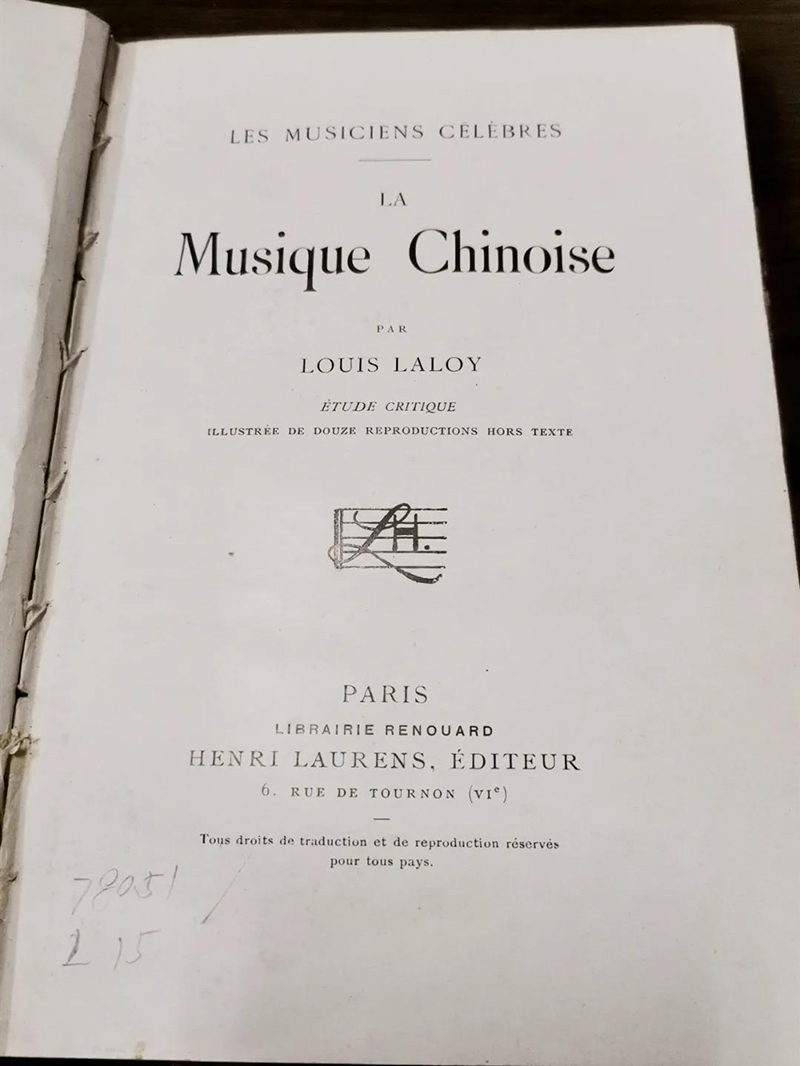 LES MUSICIENS CÉLÈBRES
LA
Musique Chinoise
PAR
LOUIS LALOY
ÉTUDE CRITIQUE
ILLUSTRÉE DE DOUZE REPRODUCTIONS HORS TEXTE
LH.
PARIS
LIBRAIRIE RENOUARD
HENRI LAURENS, ÉDITEUR
6. RUE DE TOURNON (VIᵉ)
Tous droits de traduction et de reproduction réservés
pour tous pays.
78051
L 15